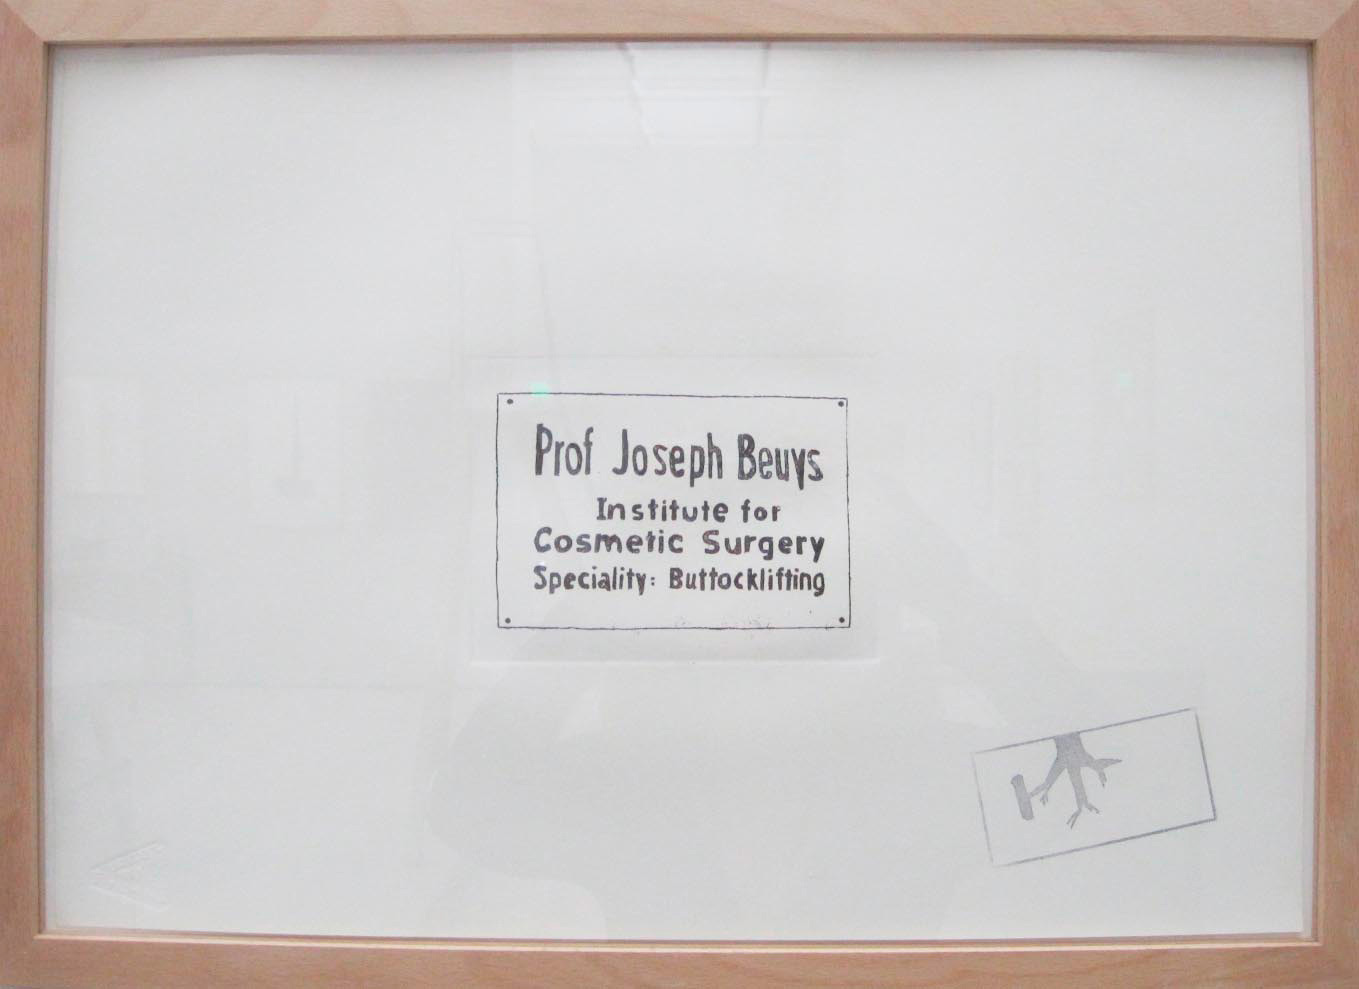 Prof Joseph Beuys
Institute for
Cosmetic Surgery
Speciality: Buttocklifting